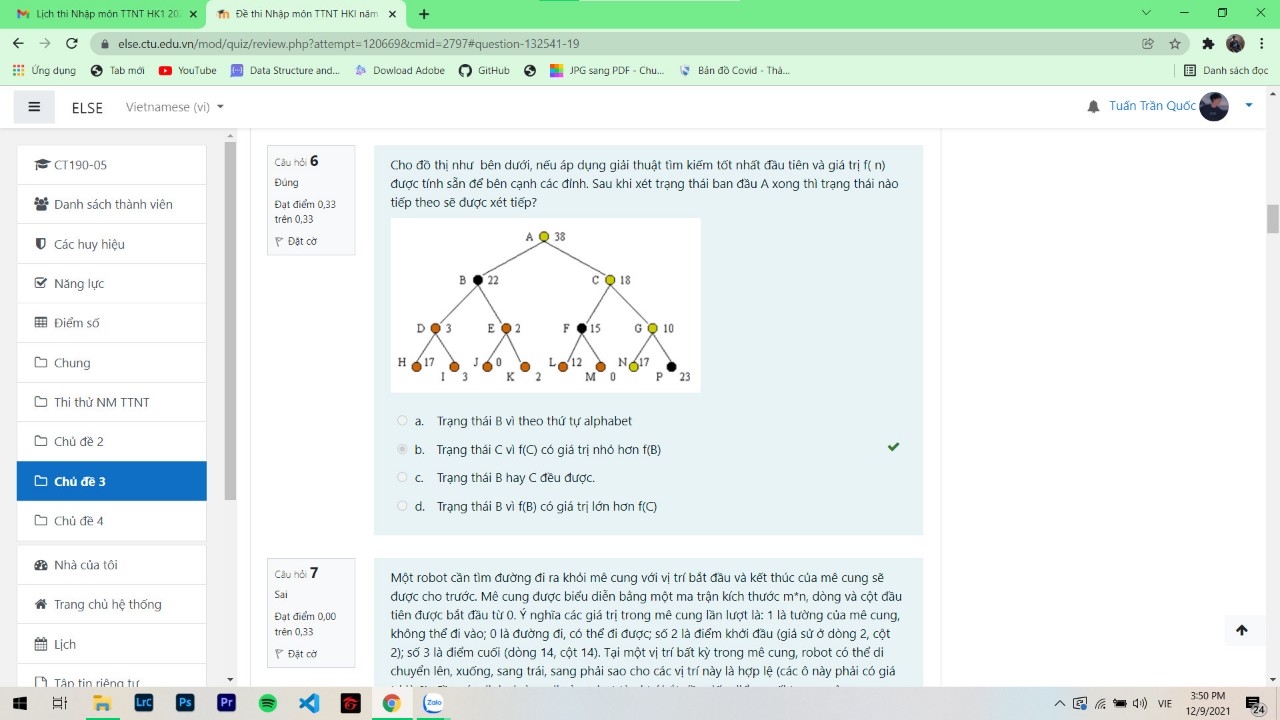 Lịch thi Nhập môn TTNT HK1 202
Đề thi Nhập môn TTNT HKI năm
else.ctu.edu.vn/mod/quiz/review.php?attempt=120669&cmid=2797#question-132541-19
Ứng dụng
Tab mới
YouTube
Data Structure and...
Dowload Adobe
GitHub
JPG sang PDF - Chu...
Bản đồ Covid - Thà...
Danh sách đọc
ELSE
Vietnamese (vi)
Tuấn Trần Quốc
CT190-05
Danh sách thành viên
Các huy hiệu
Năng lực
Điểm số
Chung
Thi thử NM TTNT
Chủ đề 2
Chủ đề 3
Chủ đề 4
Nhà của tôi
Trang chủ hệ thống
Lịch
Tập tin riêng tư
Câu hỏi 6
Đúng
Đạt điểm 0,33
trên 0,33
Đặt cờ
Cho đồ thị như bên dưới, nếu áp dụng giải thuật tìm kiếm tốt nhất đầu tiên và giá trị f( n)
được tính sẵn để bên cạnh các đỉnh. Sau khi xét trạng thái ban đầu A xong thì trạng thái nào
tiếp theo sẽ được xét tiếp?
A 38
B 22 C 18
D 3 E 2 F 15 G 10
H 17 J 0 L 12 N 17
I 3 K 2 M 0 P 23
a. Trạng thái B vì theo thứ tự alphabet
b. Trạng thái C vì f(C) có giá trị nhỏ hơn f(B)
c. Trạng thái B hay C đều được.
d. Trạng thái B vì f(B) có giá trị lớn hơn f(C)
Câu hỏi 7
Sai
Đạt điểm 0,00
trên 0,33
Đặt cờ
Một robot cần tìm đường đi ra khỏi mê cung với vị trí bắt đầu và kết thúc của mê cung sẽ
được cho trước. Mê cung được biểu diễn bằng một ma trận kích thước m*n, dòng và cột đầu
tiên được bắt đầu từ 0. Ý nghĩa các giá trị trong mê cung lần lượt là: 1 là tường của mê cung,
không thể đi vào; 0 là đường đi, có thể đi được; số 2 là điểm khởi đầu (giả sử ở dòng 2, cột
2); số 3 là điểm cuối (dòng 14, cột 14). Tại một vị trí bất kỳ trong mê cung, robot có thể di
chuyển lên, xuống, sang trái, sang phải sao cho các vị trí này là hợp lệ (các ô này phải có giá
LrC
Ps
Pr
Zalo
VIE
3:50 PM
12/9/2021
24